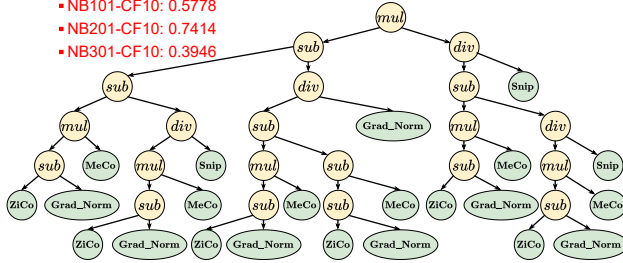 ▪ NB101-CF10: 0.5778
▪ NB201-CF10: 0.7414
▪ NB301-CF10: 0.3946
mul
sub div
sub div sub Snip
mul div sub Grad_Norm mul div
sub MeCo mul Snip mul sub sub MeCo mul Snip
ZiCo Grad_Norm sub MeCo sub MeCo sub MeCo ZiCo Grad_Norm sub MeCo
ZiCo Grad_Norm ZiCo Grad_Norm ZiCo Grad_Norm ZiCo Grad_Norm